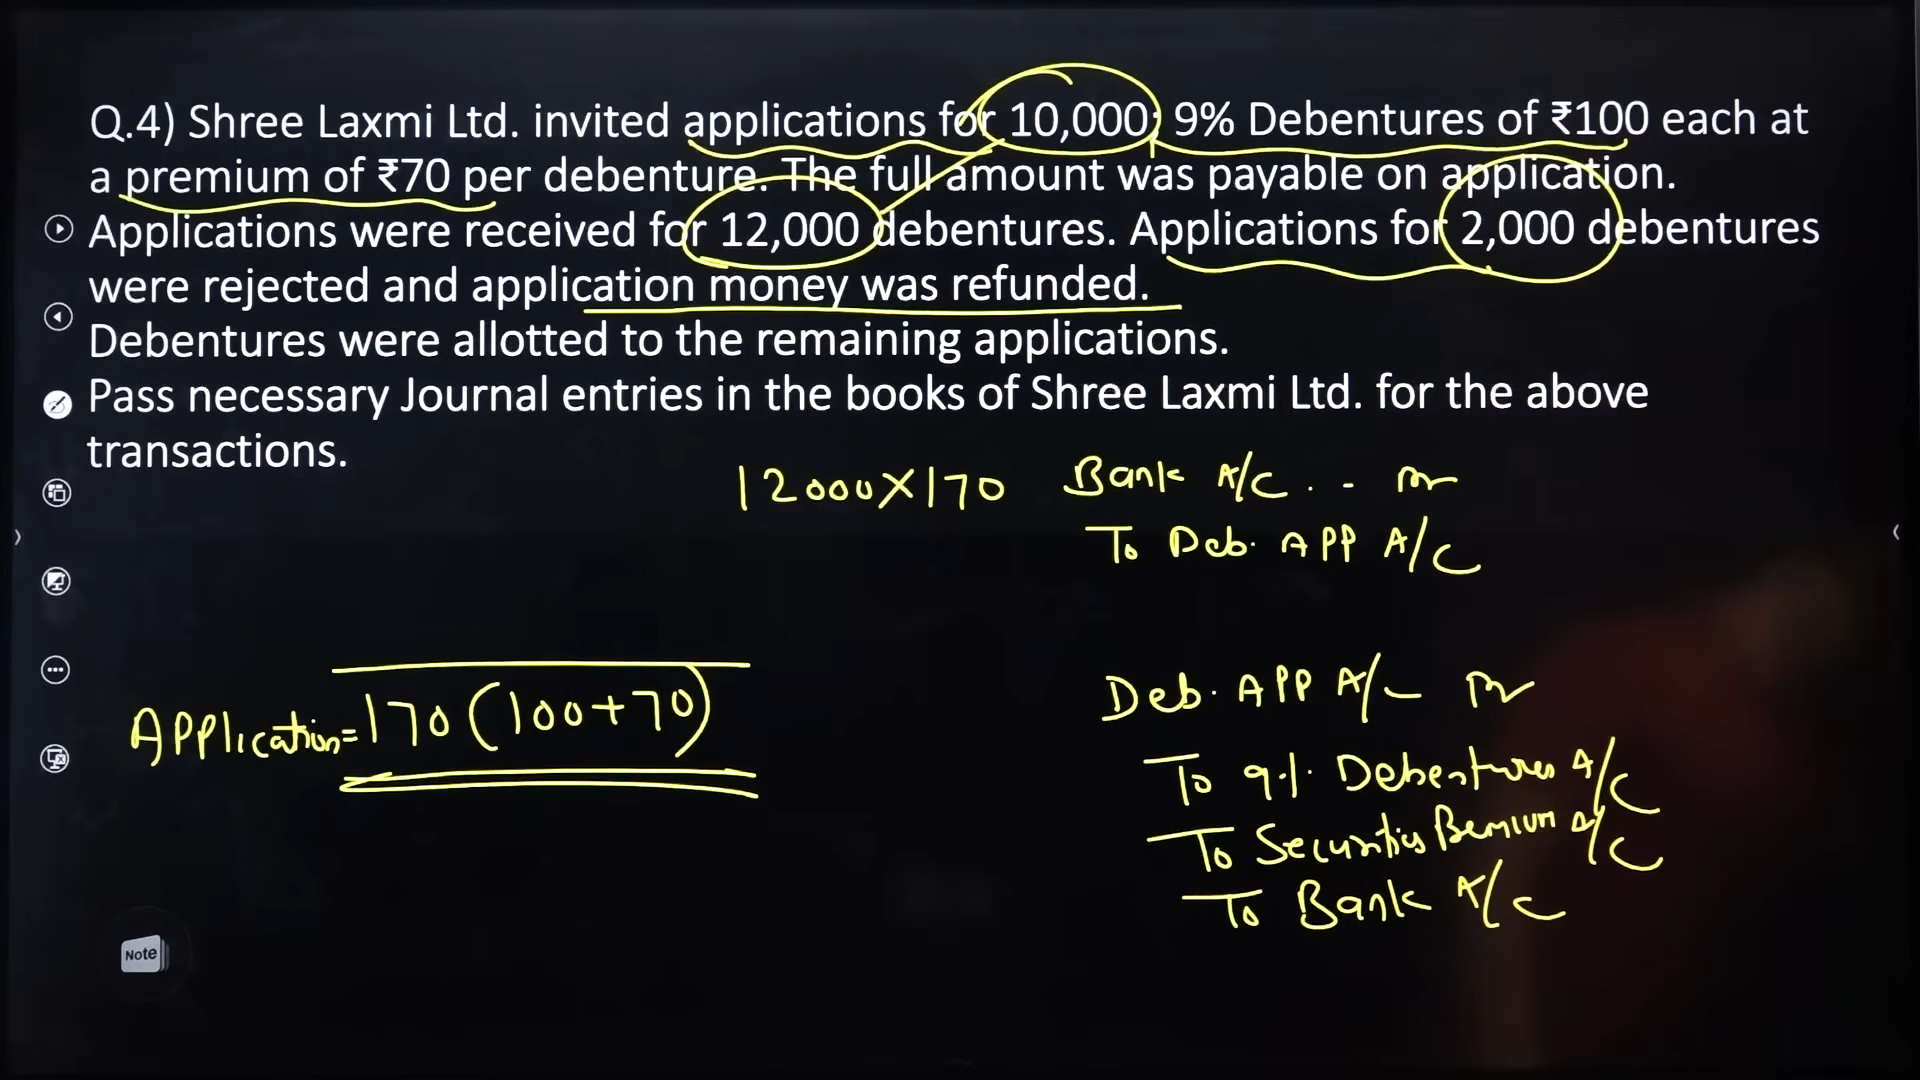 Q.4) Shree Laxmi Ltd. invited applications for 10,000; 9% Debentures of ₹100 each at
a premium of ₹70 per debenture. The full amount was payable on application.
Applications were received for 12,000 debentures. Applications for 2,000 debentures
were rejected and application money was refunded.
Debentures were allotted to the remaining applications.
Pass necessary Journal entries in the books of Shree Laxmi Ltd. for the above
transactions.
12000X170 Bank A/C . - Dr
To Deb. APP A/C
Application=170 (100+70)
Deb. APP A/- Dr
To 9%. Debentures A/C
To Securities Premium A/C
To Bank A/C
Note